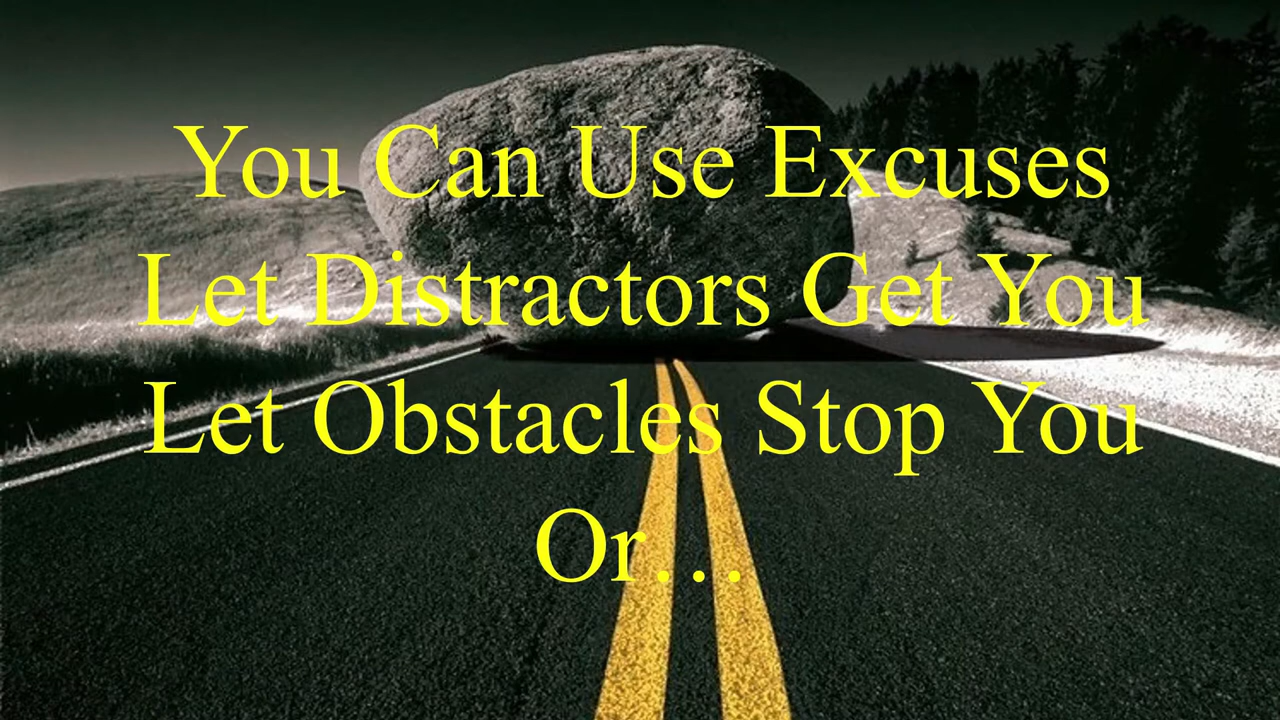 You Can Use Excuses
Let Distractors Get You
Let Obstacles Stop You
Or…